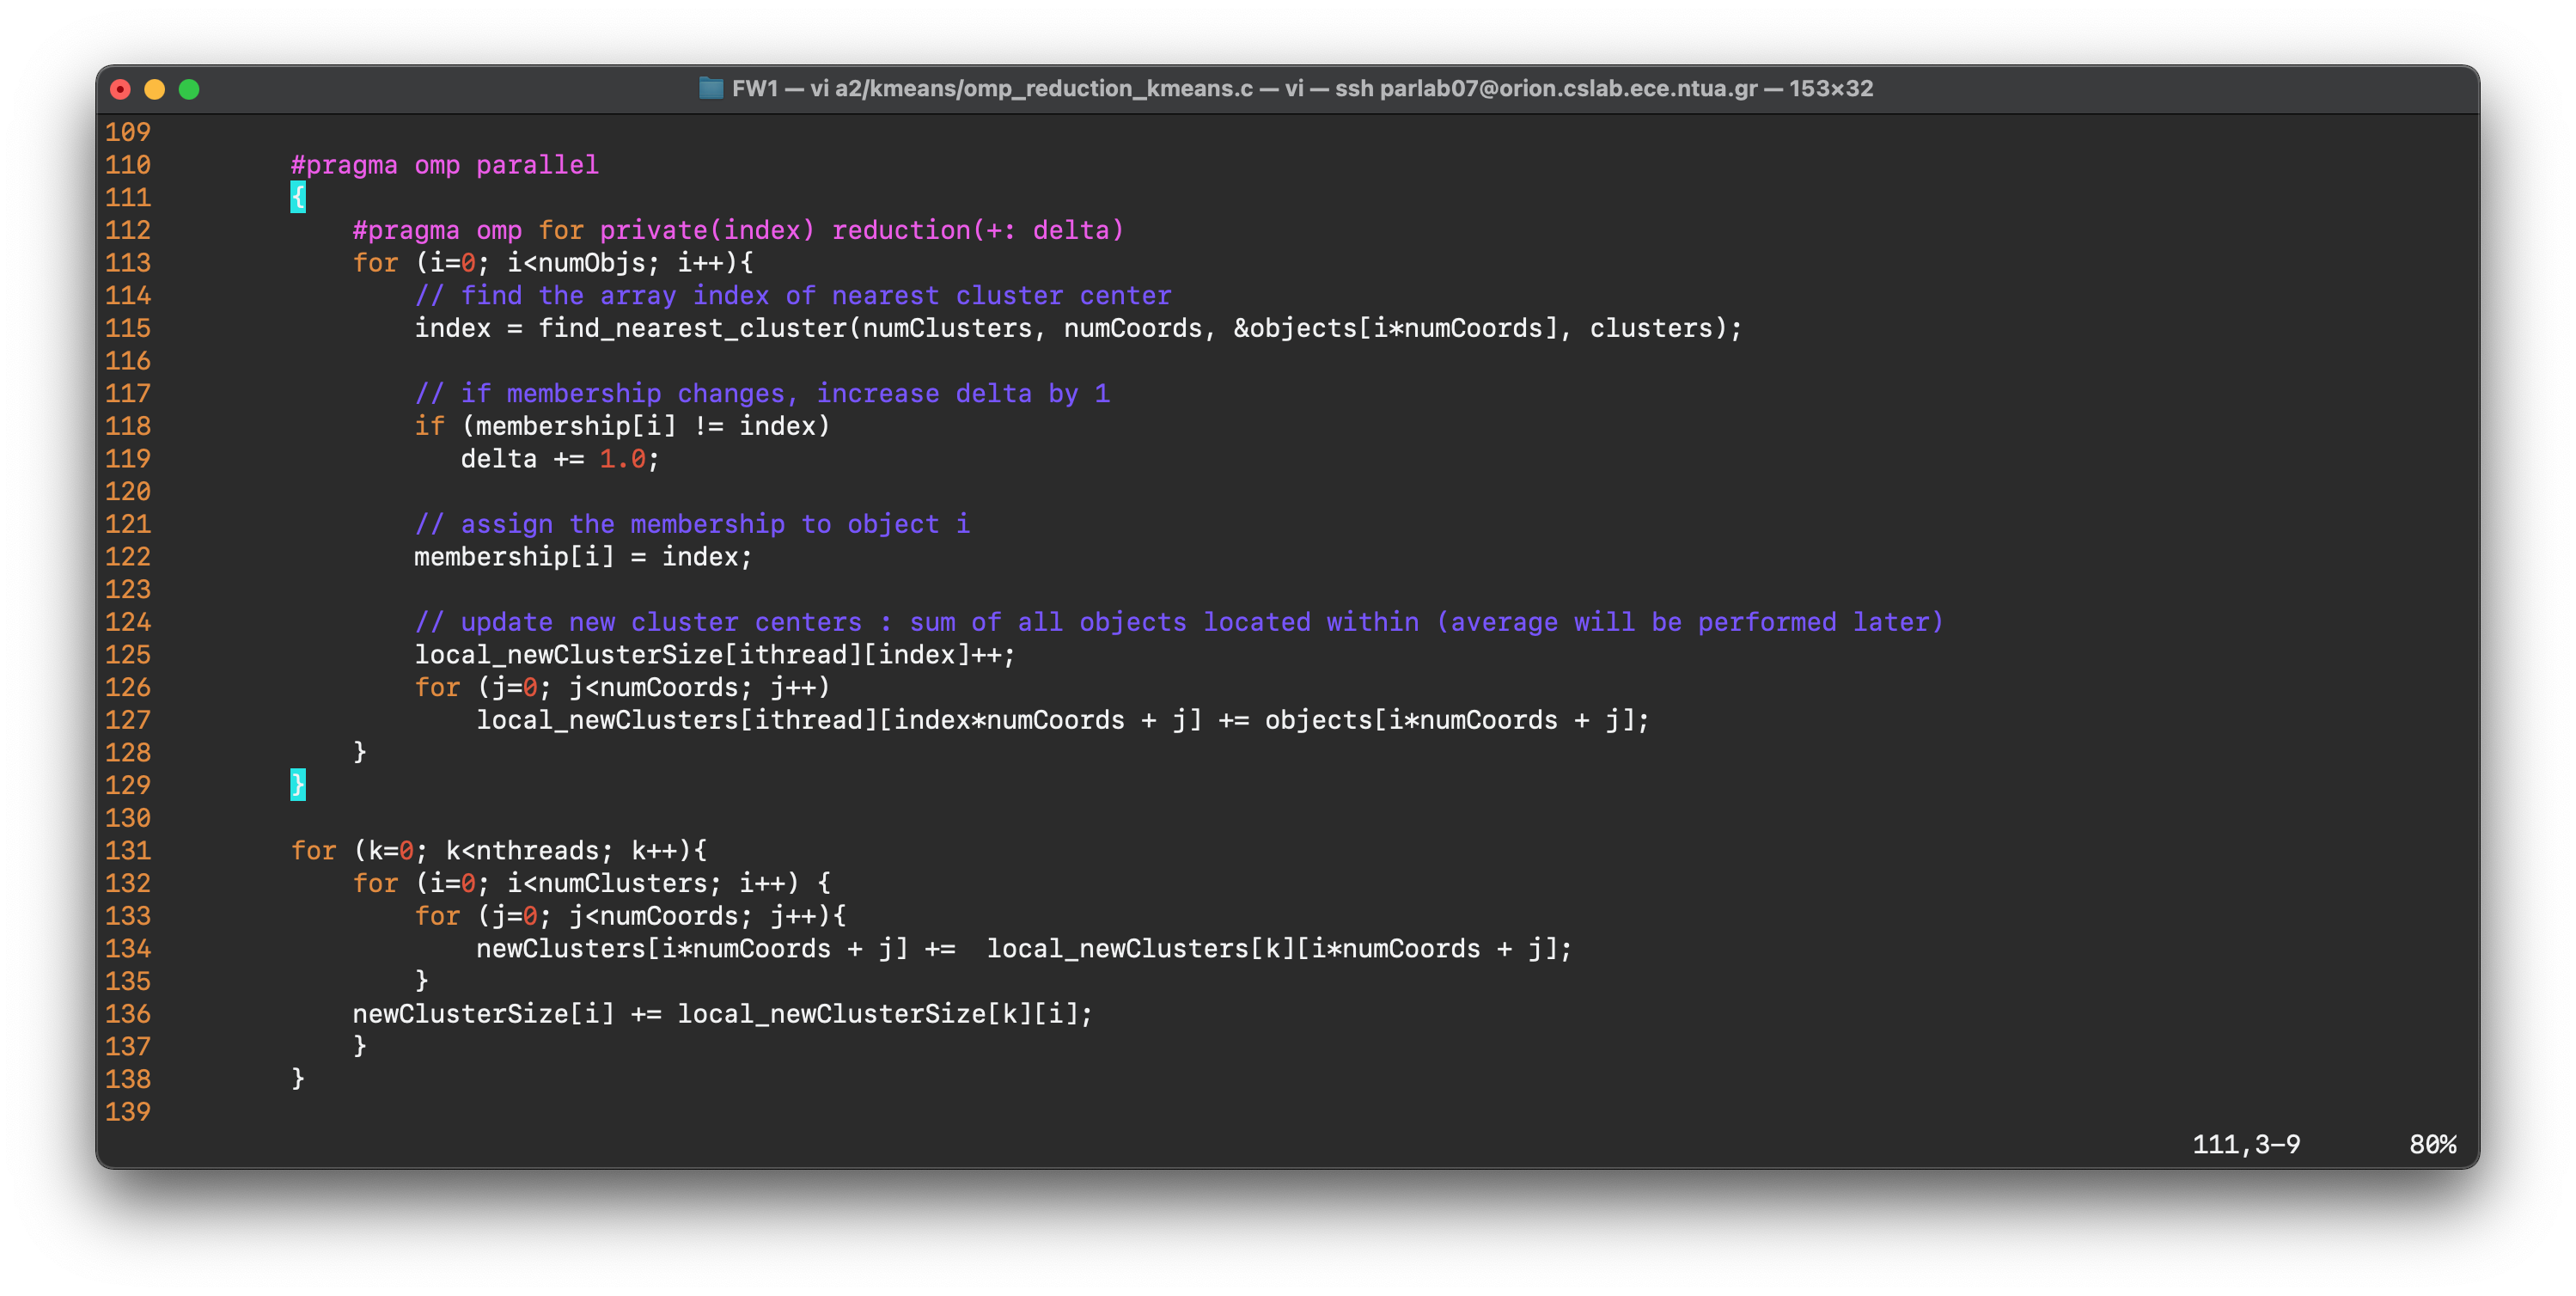 FW1 — vi a2/kmeans/omp_reduction_kmeans.c — vi — ssh parlab07@orion.cslab.ece.ntua.gr — 153×32
109
110         #pragma omp parallel
111         {
112             #pragma omp for private(index) reduction(+: delta)
113             for (i=0; i<numObjs; i++){
114                 // find the array index of nearest cluster center
115                 index = find_nearest_cluster(numClusters, numCoords, &objects[i*numCoords], clusters);
116
117                 // if membership changes, increase delta by 1
118                 if (membership[i] != index)
119                    delta += 1.0;
120
121                 // assign the membership to object i
122                 membership[i] = index;
123
124                 // update new cluster centers : sum of all objects located within (average will be performed later)
125                 local_newClusterSize[ithread][index]++;
126                 for (j=0; j<numCoords; j++)
127                     local_newClusters[ithread][index*numCoords + j] += objects[i*numCoords + j];
128             }
129         }
130
131         for (k=0; k<nthreads; k++){
132             for (i=0; i<numClusters; i++) {
133                 for (j=0; j<numCoords; j++){
134                     newClusters[i*numCoords + j] +=  local_newClusters[k][i*numCoords + j];
135                 }
136             newClusterSize[i] += local_newClusterSize[k][i];
137             }
138         }
139
111,3-9       80%